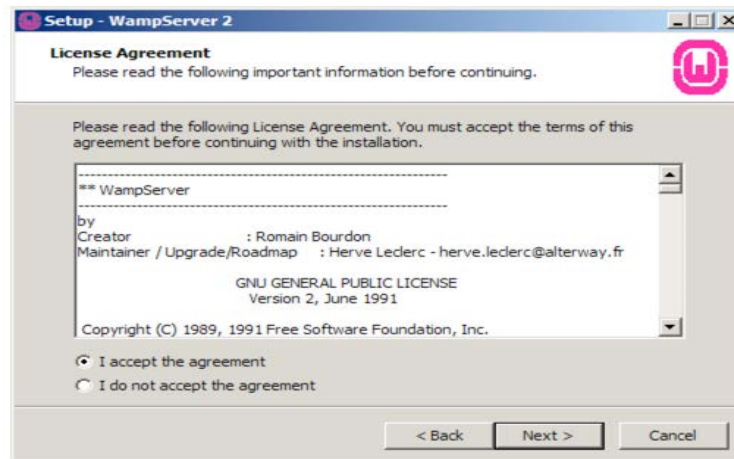 Setup - WampServer 2
License Agreement
Please read the following important information before continuing.
Please read the following License Agreement. You must accept the terms of this
agreement before continuing with the installation.
------------------------------------------------------------------
** WampServer
------------------------------------------------------------------
by
Creator : Romain Bourdon
Maintainer / Upgrade/Roadmap : Herve Leclerc - herve.leclerc@alterway.fr
GNU GENERAL PUBLIC LICENSE
Version 2, June 1991
Copyright (C) 1989, 1991 Free Software Foundation, Inc.
I accept the agreement
I do not accept the agreement
< Back Next > Cancel